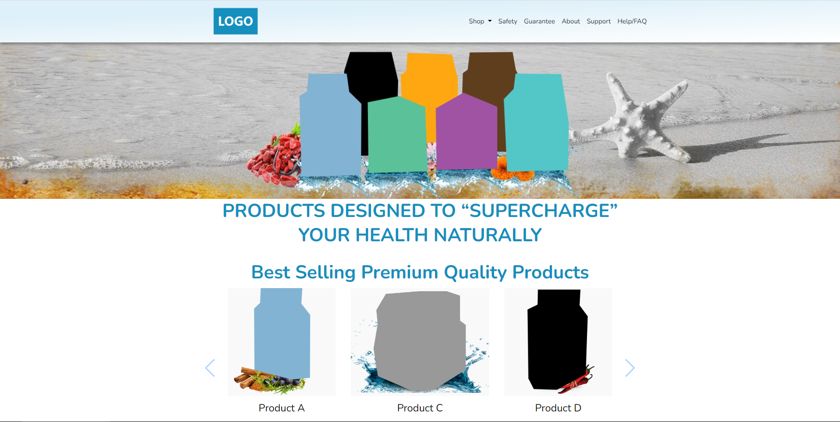 LOGO
Shop Safety Guarantee About Support Help/FAQ
PRODUCTS DESIGNED TO “SUPERCHARGE”
YOUR HEALTH NATURALLY
Best Selling Premium Quality Products
Product A Product C Product D